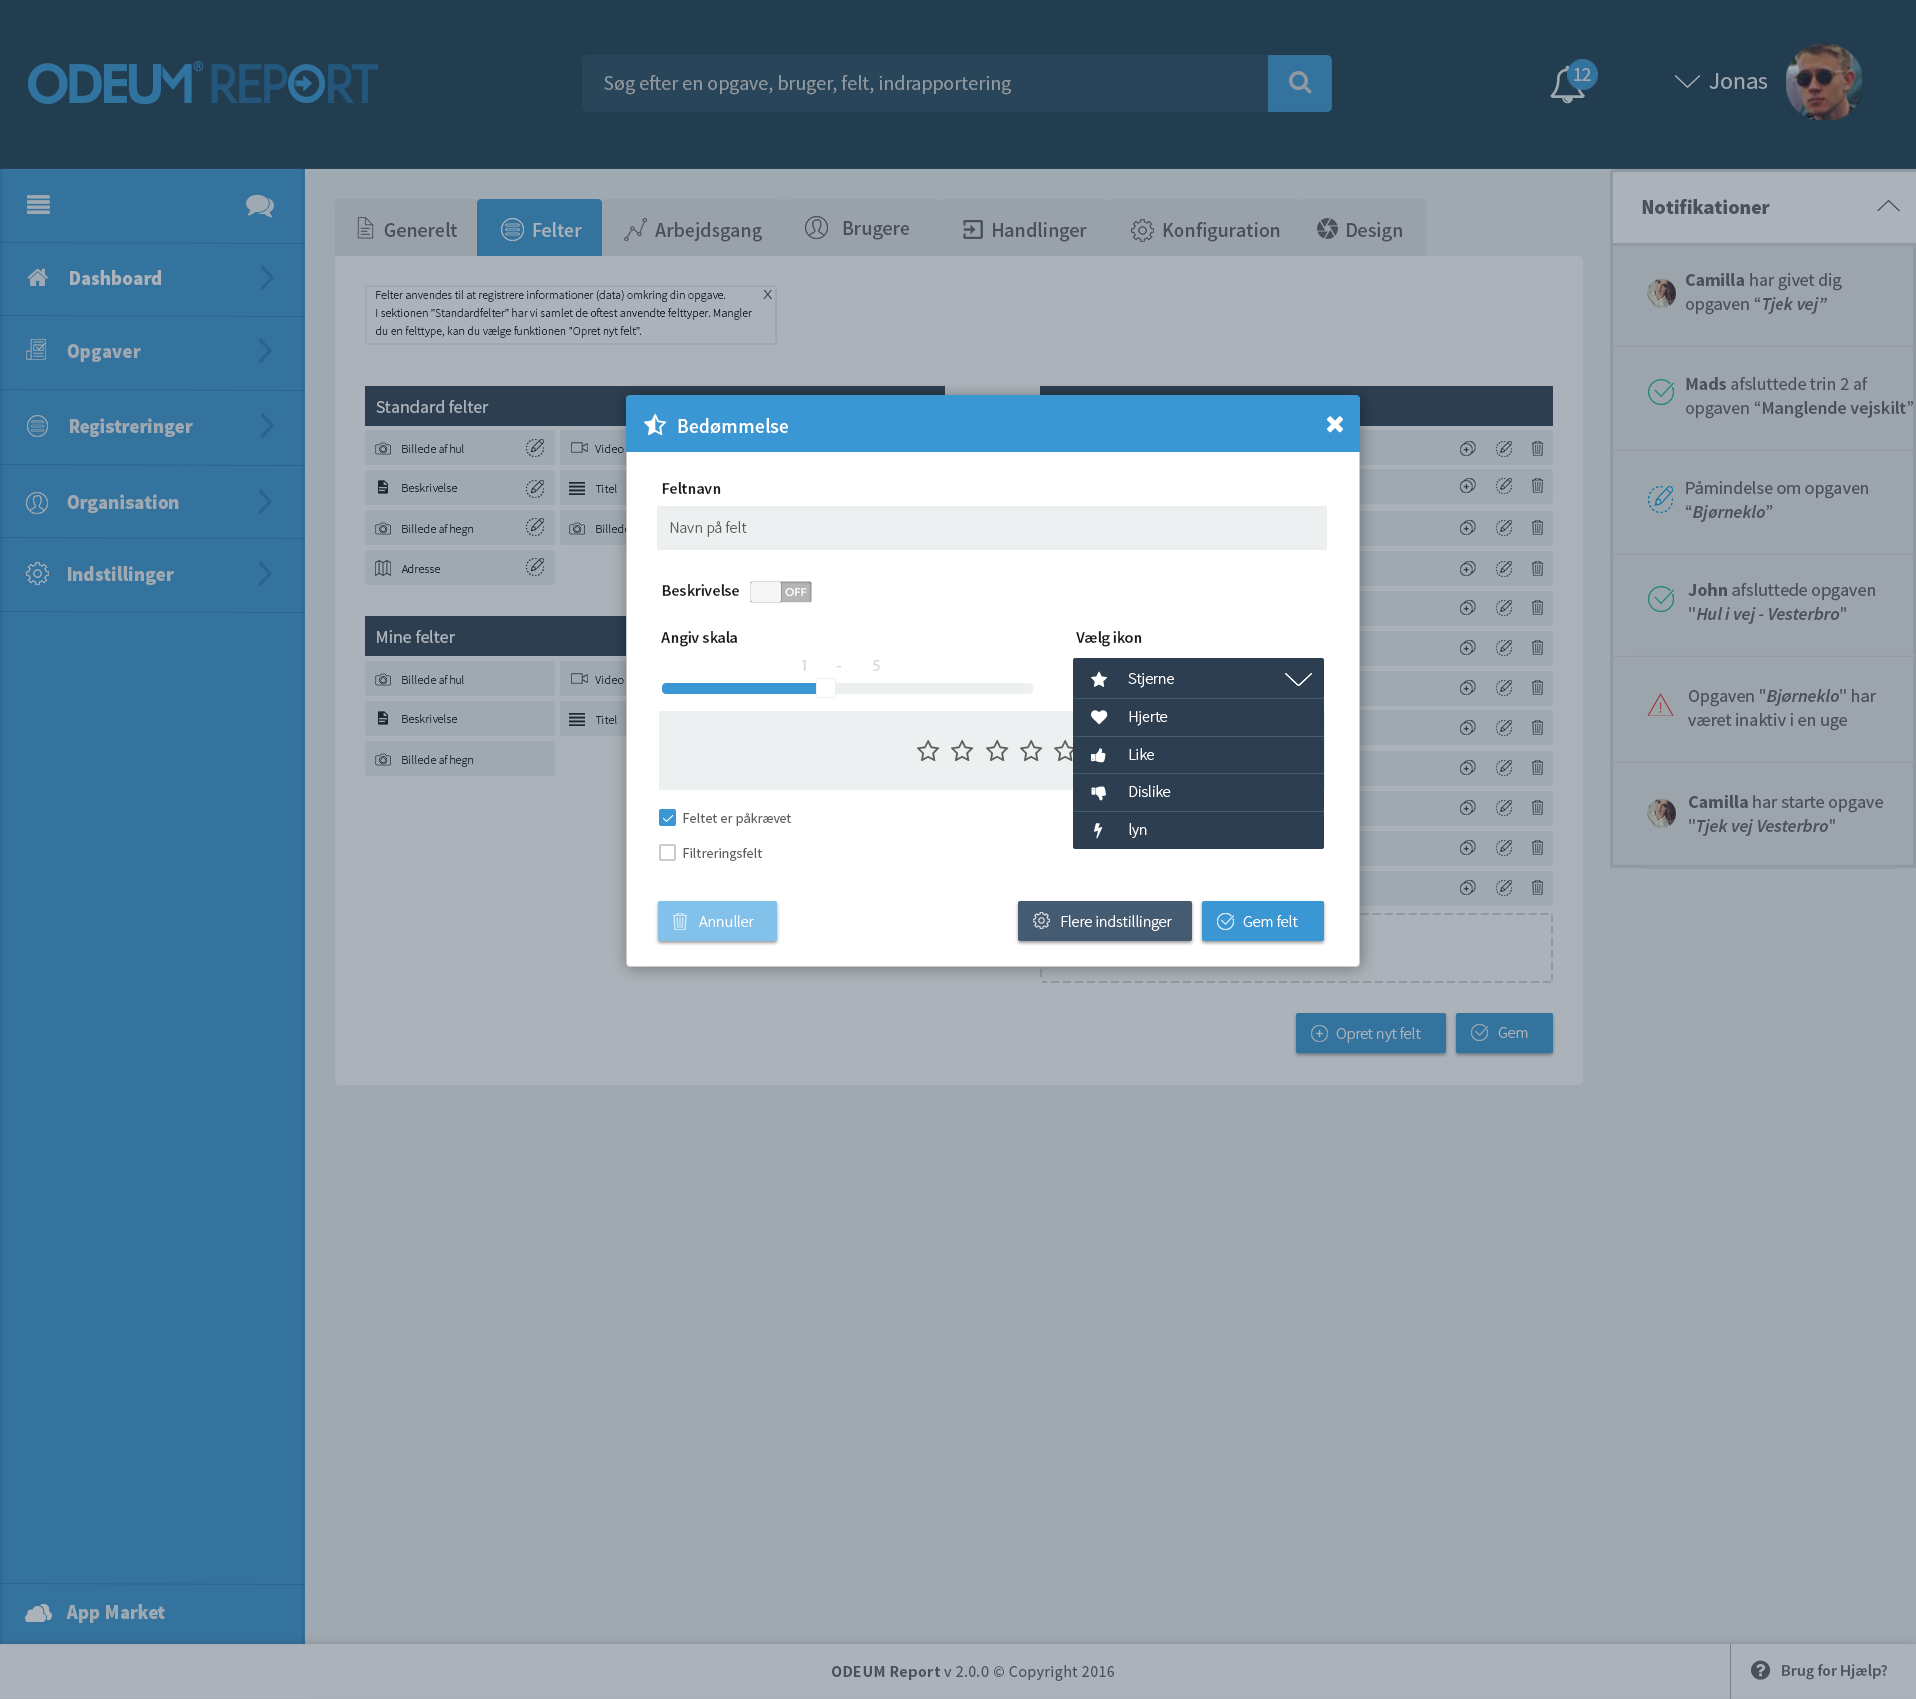 ODEUM® REPORT
Søg efter en opgave, bruger, felt, indrapportering
12
Jonas
Dashboard
Opgaver
Registreringer
Organisation
Indstillinger
App Market
Generelt
Felter
Arbejdsgang
Brugere
Handlinger
Konfiguration
Design
Felter anvendes til at registrere informationer (data) omkring din opgave.
X
I sektionen ”Standardfelter” har vi samlet de oftest anvendte felttyper. Mangler
du en felttype, kan du vælge funktionen ”Opret nyt felt”.
Standard felter
Billede af hul
Video
Beskrivelse
Titel
Billede af hegn
Billede
Adresse
Mine felter
Billede af hul
Video
Beskrivelse
Titel
Billede af hegn
Bedømmelse
Feltnavn
Navn på felt
Beskrivelse
OFF
Angiv skala
1 - 5
Vælg ikon
Stjerne
Hjerte
Like
Dislike
lyn
Feltet er påkrævet
Filtreringsfelt
Annuller
Flere indstillinger
Gem felt
Opret nyt felt
Gem
Notifikationer
Camilla har givet dig
opgaven “Tjek vej”
Mads afsluttede trin 2 af
opgaven “Manglende vejskilt”
Påmindelse om opgaven
“Bjørneklo”
John afsluttede opgaven
"Hul i vej - Vesterbro"
Opgaven "Bjørneklo" har
været inaktiv i en uge
Camilla har starte opgave
"Tjek vej Vesterbro"
ODEUM Report v 2.0.0 © Copyright 2016
Brug for Hjælp?